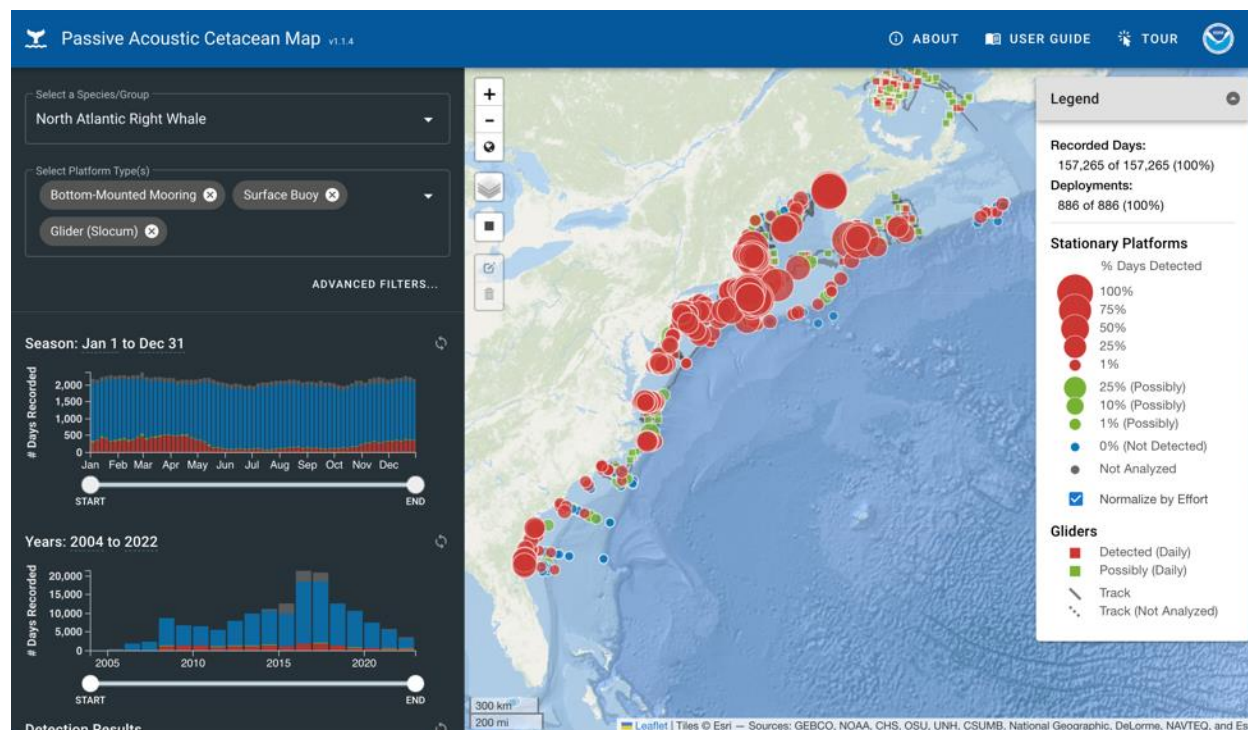 Passive Acoustic Cetacean Map v1.1.4
ABOUT
USER GUIDE
TOUR
Select a Species/Group
North Atlantic Right Whale
Select Platform Type(s)
Bottom-Mounted Mooring
Surface Buoy
Glider (Slocum)
ADVANCED FILTERS...
Season: Jan 1 to Dec 31
# Days Recorded
2,000
1,500
1,000
500
0
Jan Feb Mar Apr May Jun Jul Aug Sep Oct Nov Dec
START END
Years: 2004 to 2022
# Days Recorded
20,000
15,000
10,000
5,000
0
2005 2010 2015 2020
START END
Detection Results
+
−
300 km
200 mi
Legend
Recorded Days:
157,265 of 157,265 (100%)
Deployments:
886 of 886 (100%)
Stationary Platforms
% Days Detected
100%
75%
50%
25%
1%
25% (Possibly)
10% (Possibly)
1% (Possibly)
0% (Not Detected)
Not Analyzed
Normalize by Effort
Gliders
Detected (Daily)
Possibly (Daily)
Track
Track (Not Analyzed)
Leaflet | Tiles © Esri — Sources: GEBCO, NOAA, CHS, OSU, UNH, CSUMB, National Geographic, DeLorme, NAVTEQ, and Es